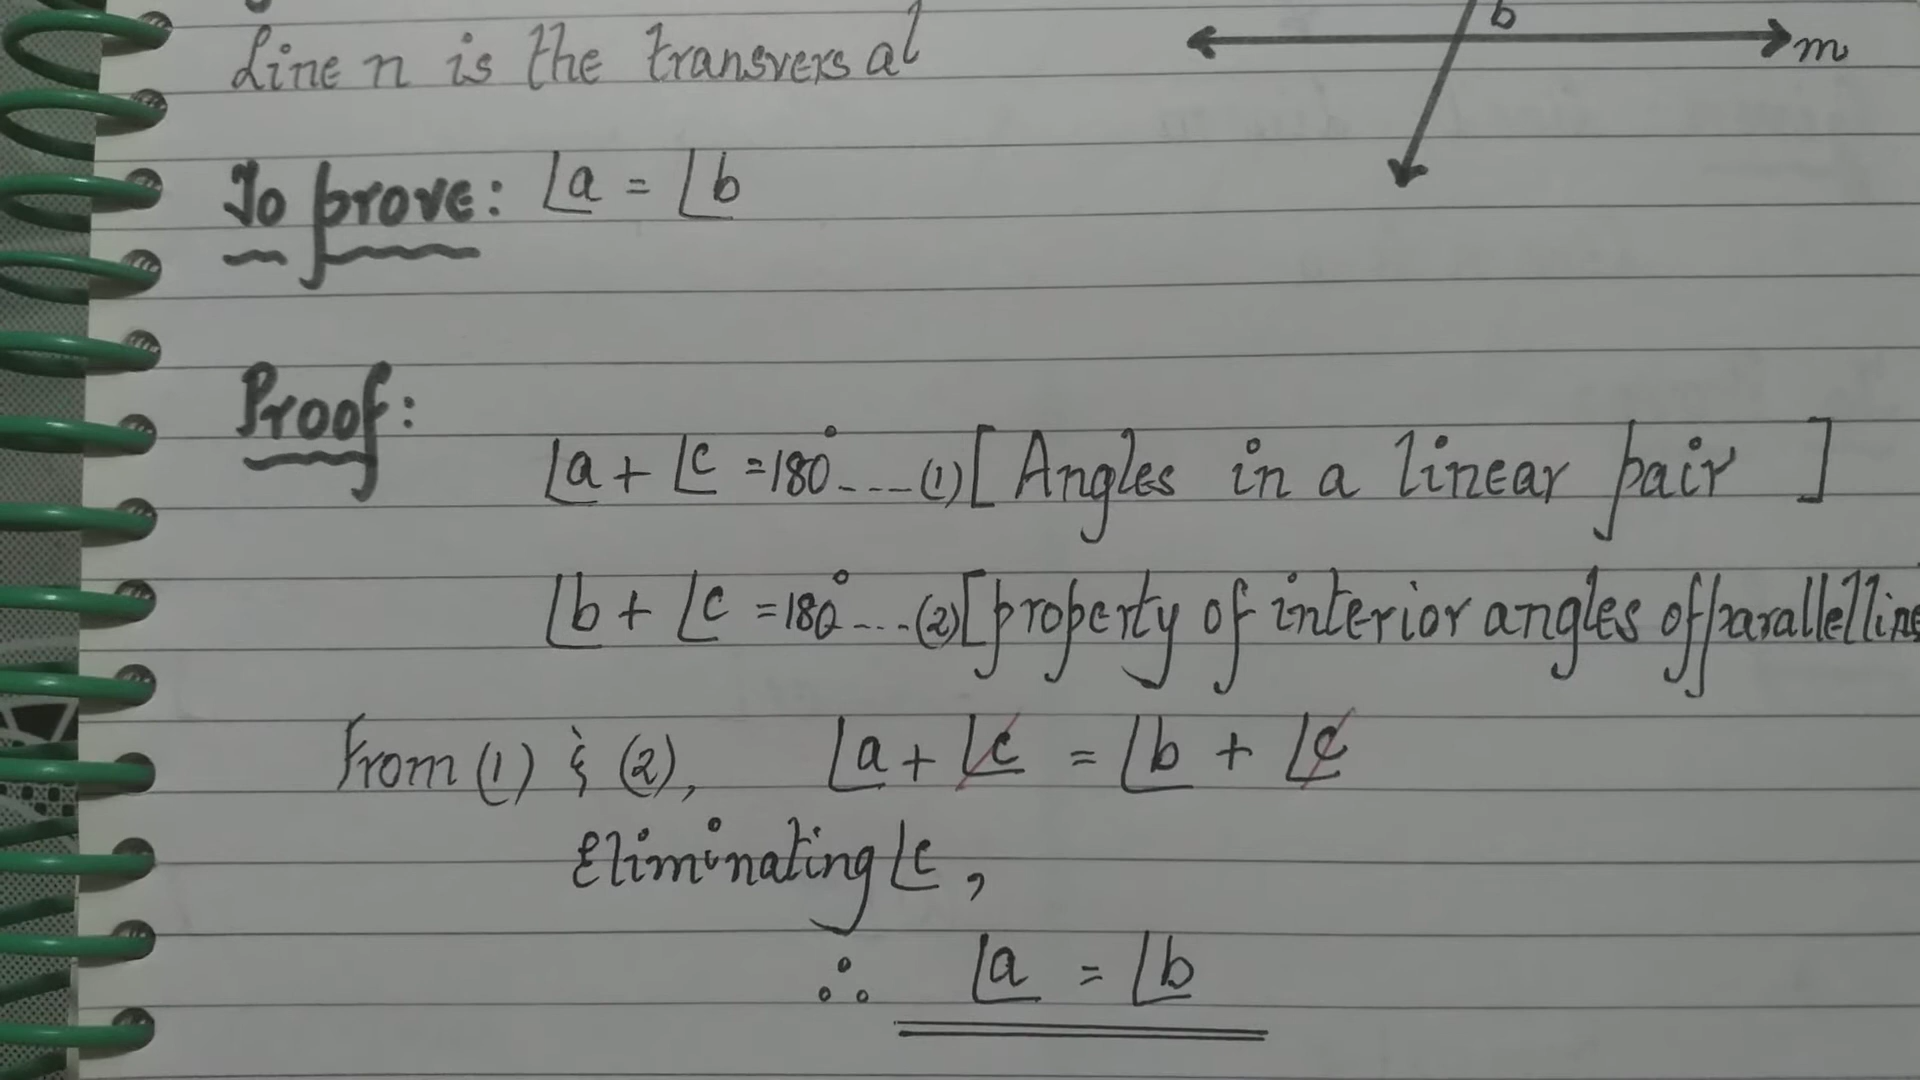 Line n is the transversal
b
m
To prove: ∠a = ∠b
Proof:
∠a + ∠c = 180° ---- (1) [Angles in a linear pair]
∠b + ∠c = 180° ---- (2) [property of interior angles of parallel line
From (1) & (2), ∠a + ∠c = ∠b + ∠c
Eliminating ∠c,
∴ ∠a = ∠b